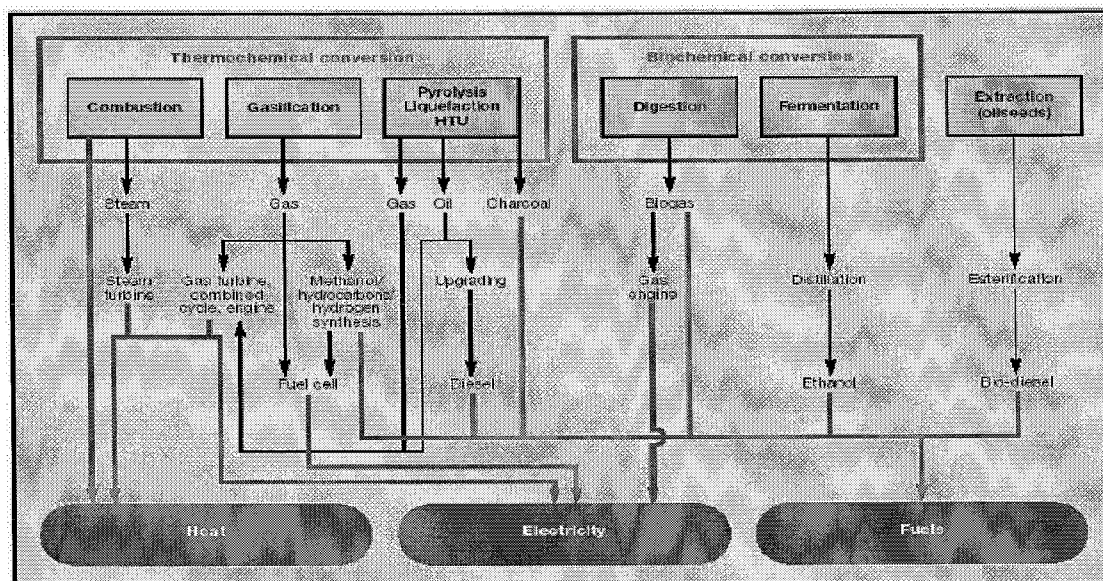 Thermochemical conversion
Biochemical conversion
Combustion
Gasification
Pyrolysis
Liquefaction
HTU
Digestion
Fermentation
Extraction
(oilseeds)
Steam
Gas
Gas
Oil
Charcoal
Biogas
Steam
turbine
Gas turbine,
combined
cycle, engine
Methanol/
hydrocarbons/
hydrogen
synthesis
Upgrading
Gas
engine
Distillation
Esterification
Fuel cell
Diesel
Ethanol
Bio-diesel
Heat
Electricity
Fuels